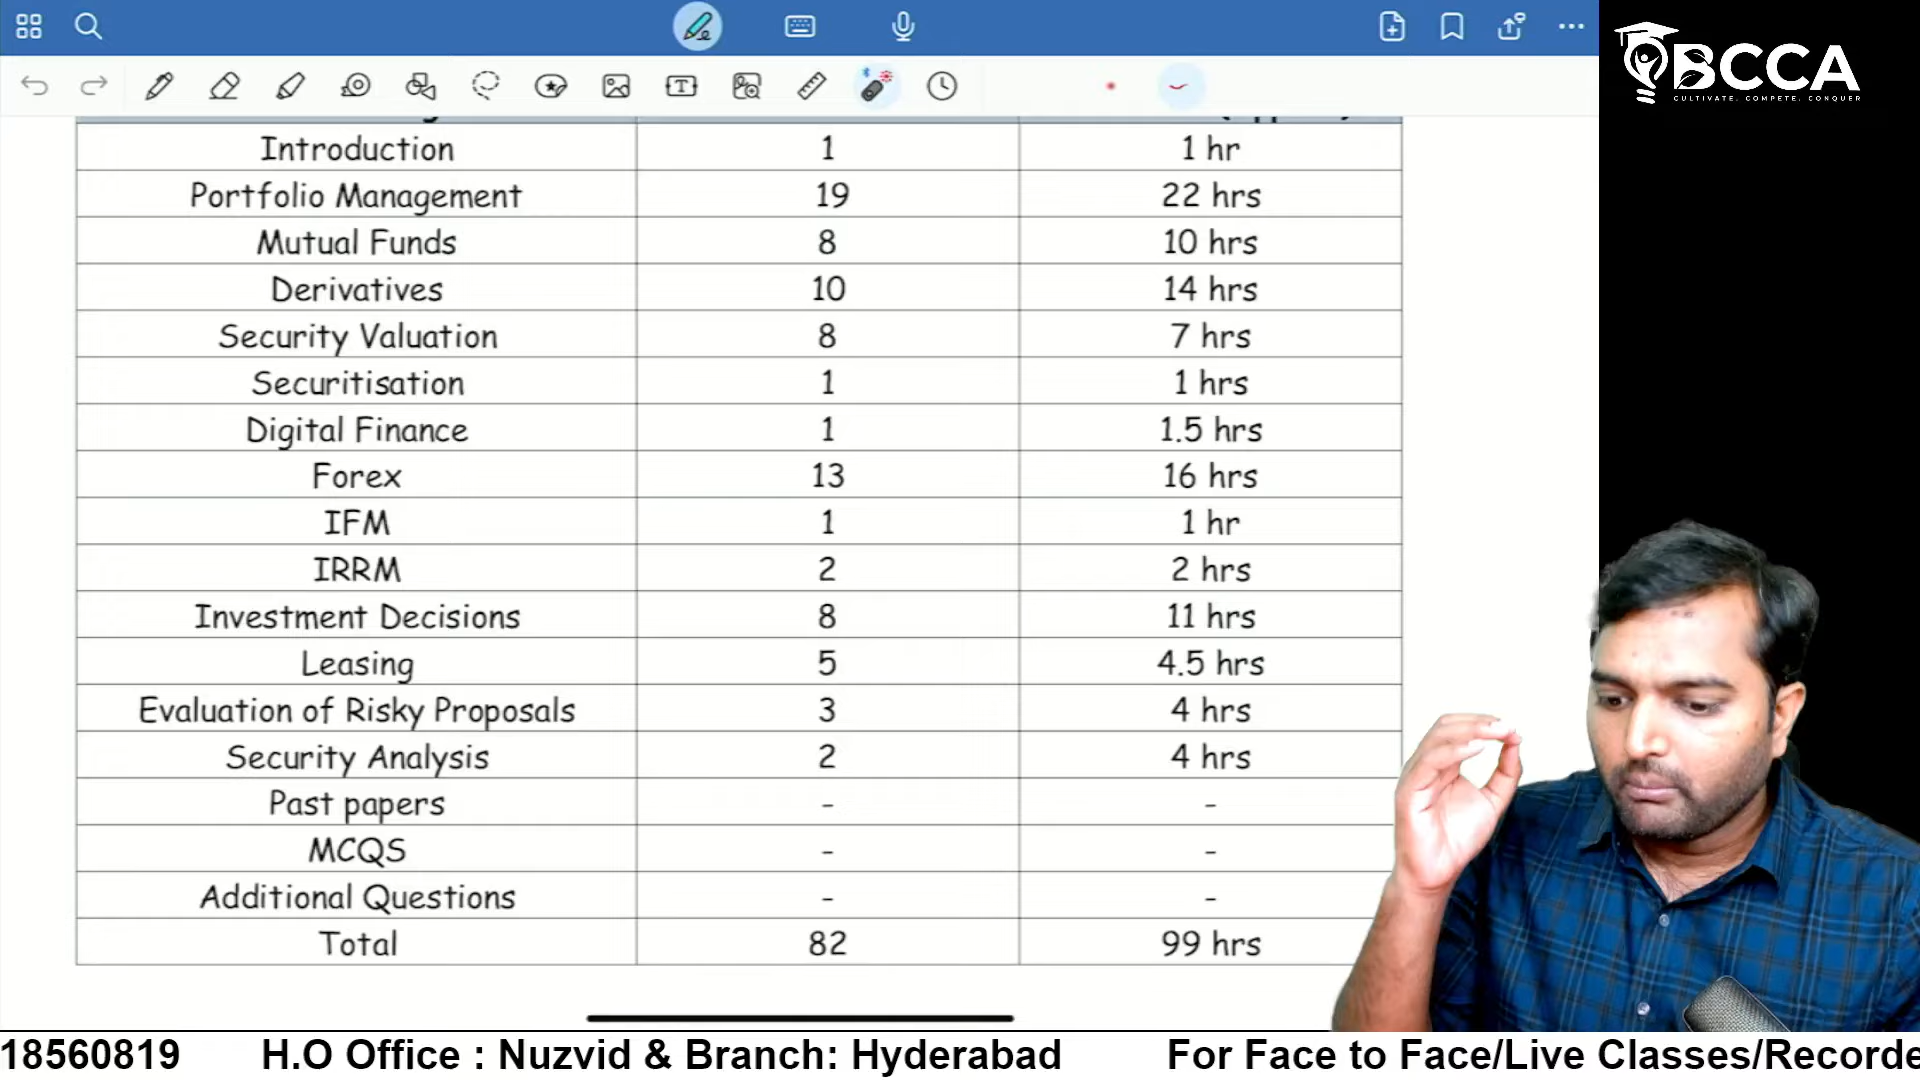 BCCA
CULTIVATE. COMPETE. CONQUER
Introduction 1 1 hr
Portfolio Management 19 22 hrs
Mutual Funds 8 10 hrs
Derivatives 10 14 hrs
Security Valuation 8 7 hrs
Securitisation 1 1 hrs
Digital Finance 1 1.5 hrs
Forex 13 16 hrs
IFM 1 1 hr
IRRM 2 2 hrs
Investment Decisions 8 11 hrs
Leasing 5 4.5 hrs
Evaluation of Risky Proposals 3 4 hrs
Security Analysis 2 4 hrs
Past papers - -
MCQS - -
Additional Questions - -
Total 82 99 hrs
18560819 H.O Office : Nuzvid & Branch: Hyderabad For Face to Face/Live Classes/Recorde